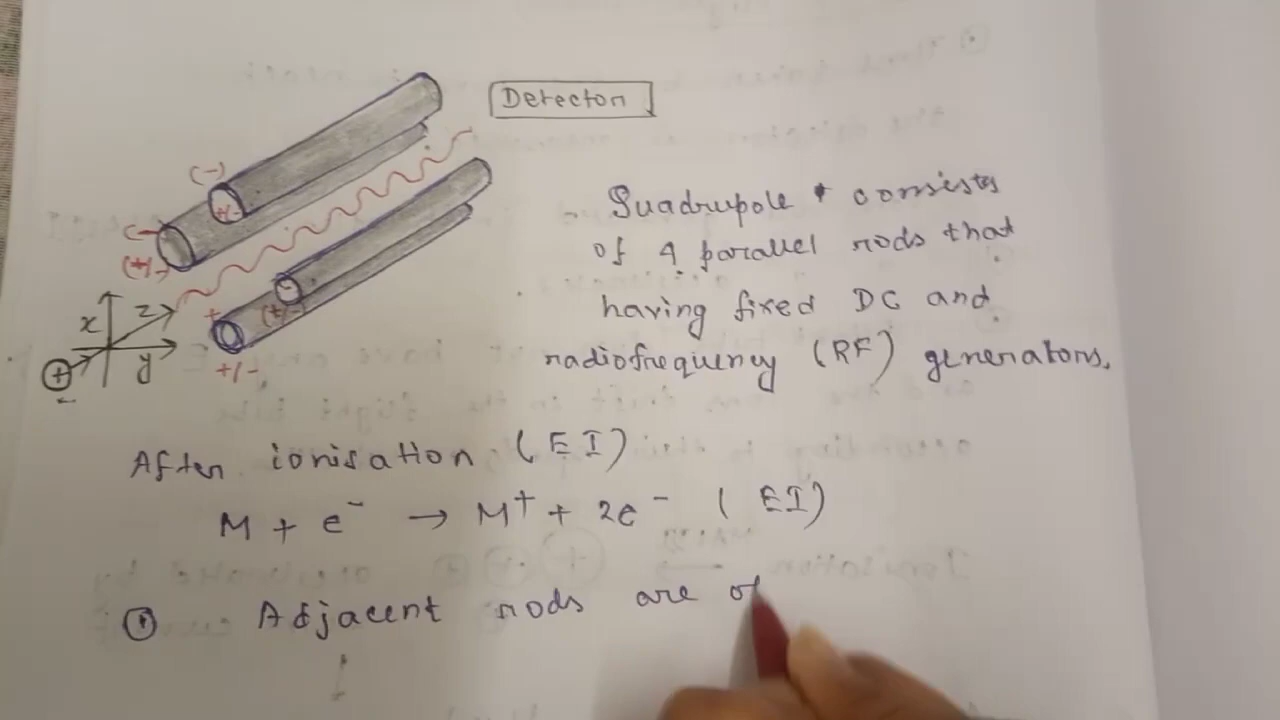 Detector
(-)
+/-
(-
(+)-
x
z
y
+
+
-
(+)-
+/-
Quadrupole consists
of 4 parallel rods that
having fixed DC and
radiofrequency (RF) generators.
After ionisation (EI)
M + e⁻ → M⁺ + 2e⁻ (EI)
Adjacent rods are of